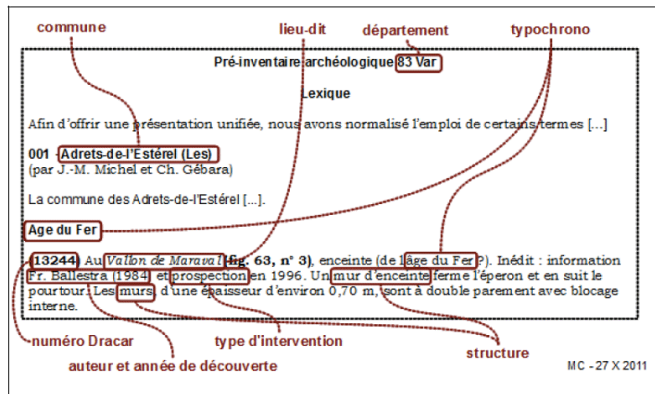 commune
lieu-dit
département
typochrono
Pré-inventaire archéologique 83 Var
Lexique
Afin d'offrir une présentation unifiée, nous avons normalisé l'emploi de certains termes [...]
001 - Adrets-de-l'Estérel (Les)
(par J.-M. Michel et Ch. Gébara)
La commune des Adrets-de-l'Estérel [...].
Age du Fer
(13244) Au Vallon de Maraval (fig. 63, n° 3), enceinte (de l'âge du Fer ?). Inédit : information
Fr. Ballestra (1984) et prospection en 1996. Un mur d'enceinte ferme l'éperon et en suit le
pourtour. Les murs, d'une épaisseur d'environ 0,70 m, sont à double parement avec blocage
interne.
numéro Dracar
type d'intervention
structure
auteur et année de découverte
MC - 27 X 2011